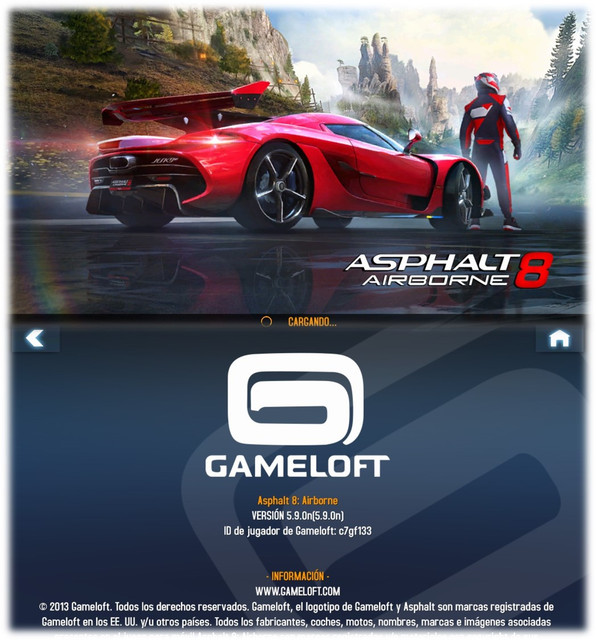 ASPHALT 8
AIRBORNE
CARGANDO...
GAMELOFT
Asphalt 8: Airborne
VERSIÓN 5.9.0n(5.9.0n)
ID de jugador de Gameloft: c7gf133
- INFORMACIÓN -
WWW.GAMELOFT.COM
© 2013 Gameloft. Todos los derechos reservados. Gameloft, el logotipo de Gameloft y Asphalt son marcas registradas de
Gameloft en los EE. UU. y/u otros países. Todos los fabricantes, coches, motos, nombres, marcas e imágenes asociadas